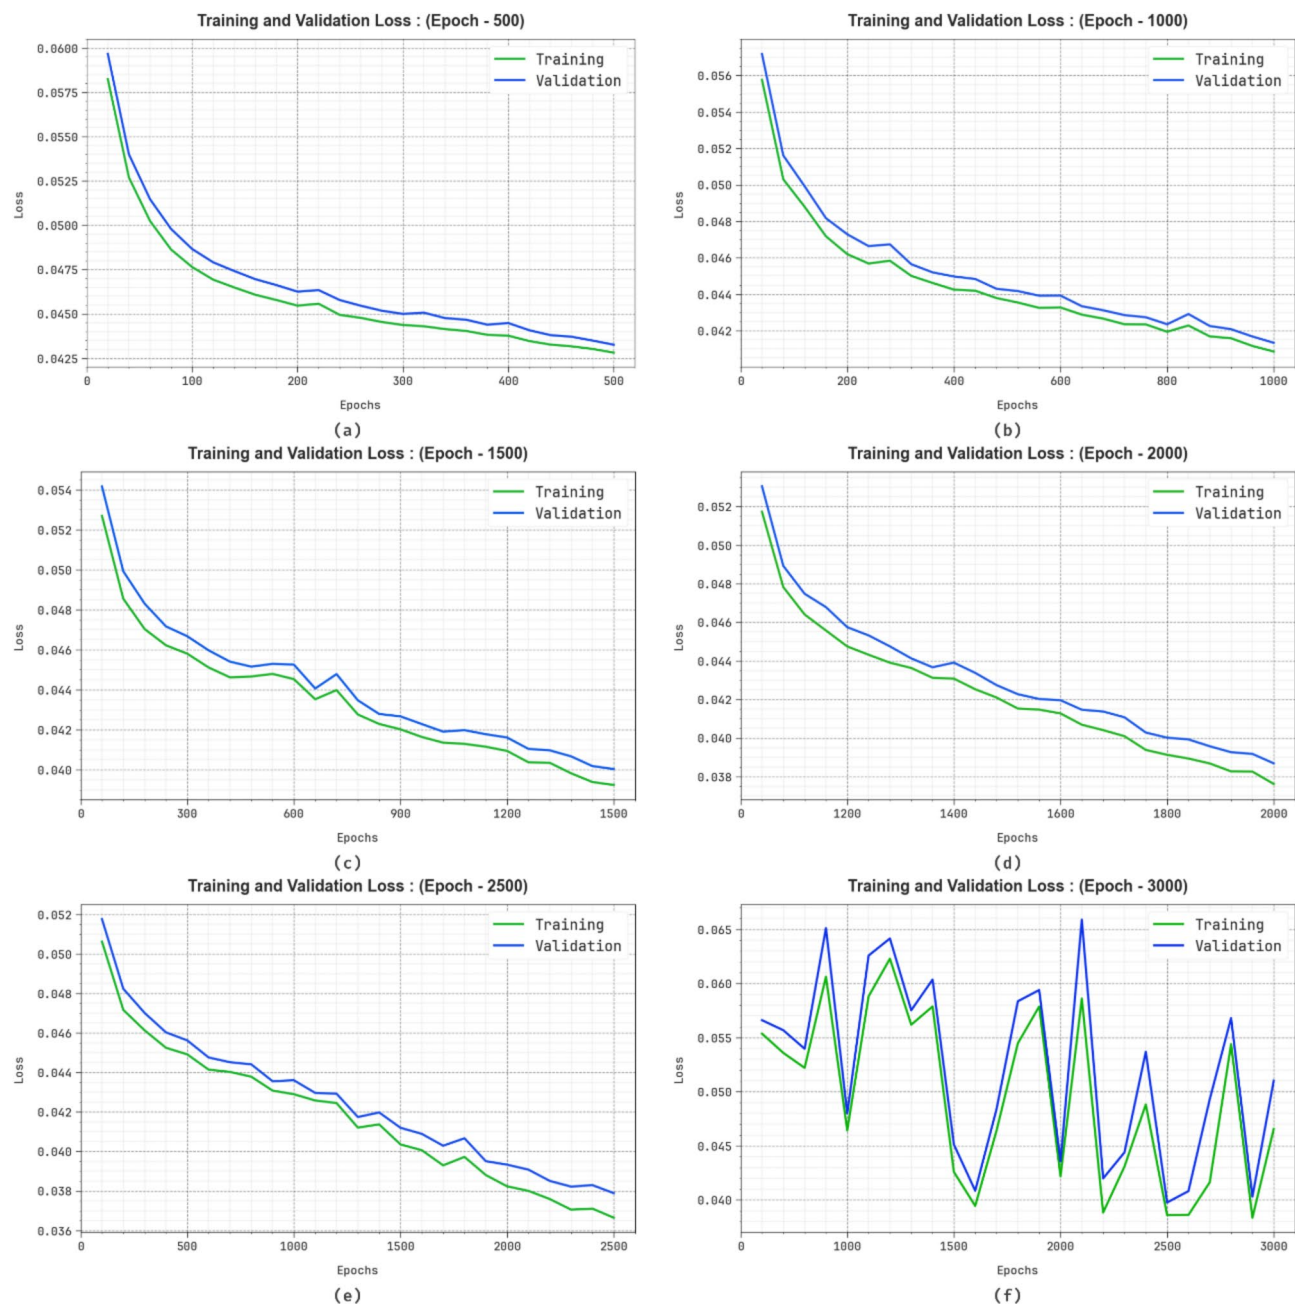 Training and Validation Loss : (Epoch - 500)
Training
Validation
0.0600
0.0575
0.0550
0.0525
0.0500
0.0475
0.0450
0.0425
Loss
0 100 200 300 400 500
Epochs
(a)
Training and Validation Loss : (Epoch - 1000)
Training
Validation
0.056
0.054
0.052
0.050
0.048
0.046
0.044
0.042
Loss
0 200 400 600 800 1000
Epochs
(b)
Training and Validation Loss : (Epoch - 1500)
Training
Validation
0.054
0.052
0.050
0.048
0.046
0.044
0.042
0.040
Loss
0 300 600 900 1200 1500
Epochs
(c)
Training and Validation Loss : (Epoch - 2000)
Training
Validation
0.052
0.050
0.048
0.046
0.044
0.042
0.040
0.038
Loss
0 1200 1400 1600 1800 2000
Epochs
(d)
Training and Validation Loss : (Epoch - 2500)
Training
Validation
0.052
0.050
0.048
0.046
0.044
0.042
0.040
0.038
0.036
Loss
0 500 1000 1500 2000 2500
Epochs
(e)
Training and Validation Loss : (Epoch - 3000)
Training
Validation
0.065
0.060
0.055
0.050
0.045
0.040
Loss
0 1000 1500 2000 2500 3000
Epochs
(f)